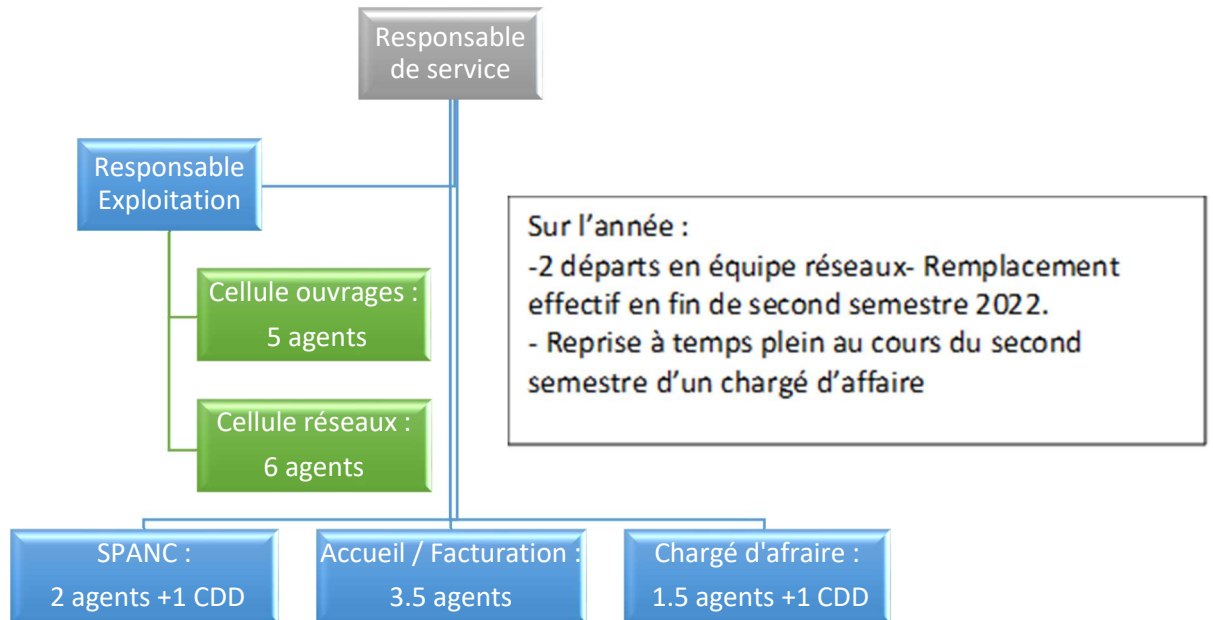 Responsable
de service
Responsable
Exploitation
Cellule ouvrages :
5 agents
Cellule réseaux :
6 agents
Sur l'année :
-2 départs en équipe réseaux- Remplacement
effectif en fin de second semestre 2022.
- Reprise à temps plein au cours du second
semestre d'un chargé d'affaire
SPANC :
2 agents +1 CDD
Accueil / Facturation :
3.5 agents
Chargé d'afraire :
1.5 agents +1 CDD